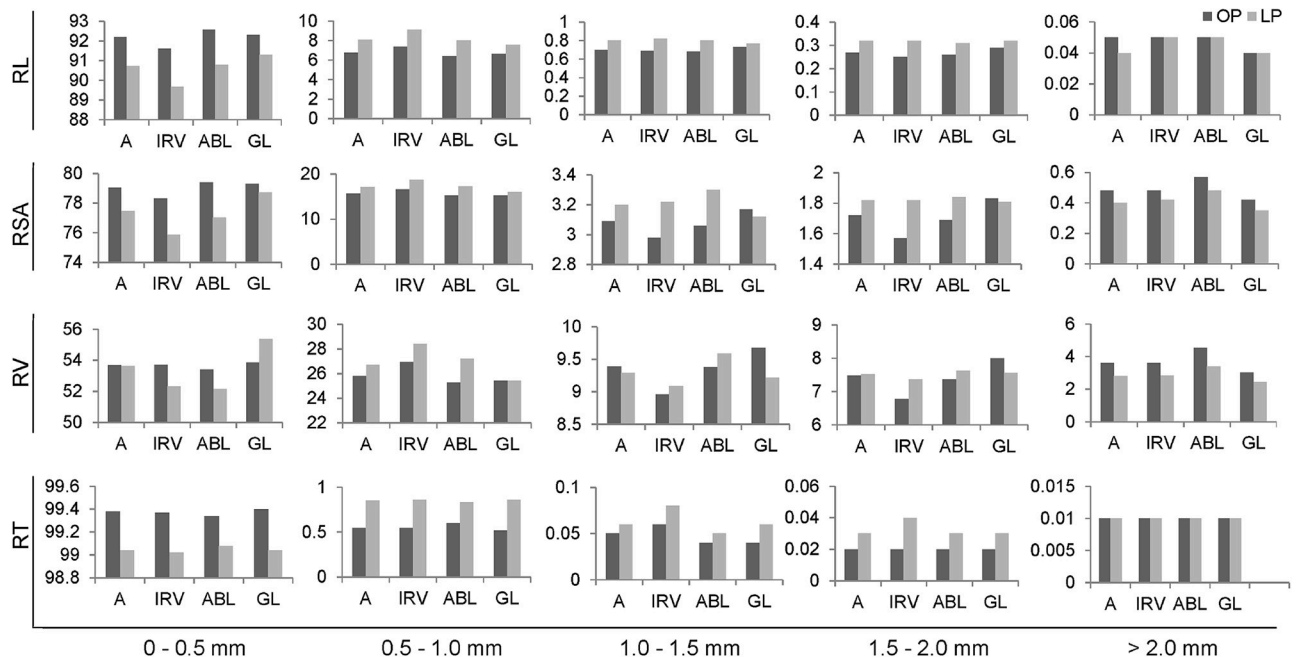 OP LP
RL
93
92
91
90
89
88
A IRV ABL GL
10
8
6
4
2
0
A IRV ABL GL
1
0.8
0.6
0.4
0.2
0
A IRV ABL GL
0.4
0.3
0.2
0.1
0
A IRV ABL GL
0.06
0.04
0.02
0
A IRV ABL GL
RSA
80
78
76
74
A IRV ABL GL
20
10
0
A IRV ABL GL
3.4
3.2
3
2.8
A IRV ABL GL
2
1.8
1.6
1.4
A IRV ABL GL
0.6
0.4
0.2
0
A IRV ABL GL
RV
56
54
52
50
A IRV ABL GL
30
28
26
24
22
A IRV ABL GL
10
9.5
9
8.5
A IRV ABL GL
9
8
7
6
A IRV ABL GL
6
4
2
0
A IRV ABL GL
RT
99.6
99.4
99.2
99
98.8
A IRV ABL GL
1
0.5
0
A IRV ABL GL
0.1
0.05
0
A IRV ABL GL
0.06
0.04
0.02
0
A IRV ABL GL
0.015
0.01
0.005
0
A IRV ABL GL
0 - 0.5 mm
0.5 - 1.0 mm
1.0 - 1.5 mm
1.5 - 2.0 mm
> 2.0 mm